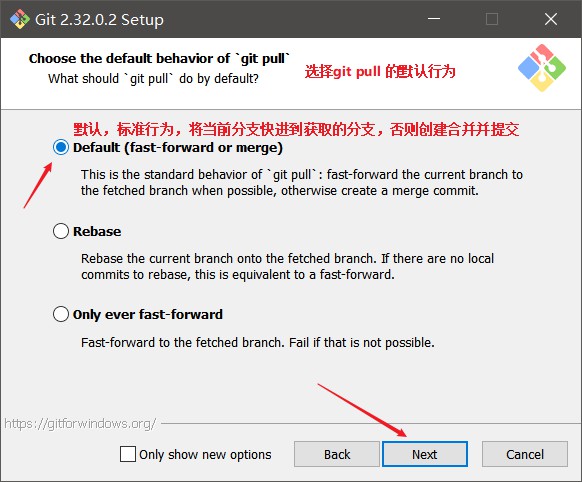 Git 2.32.0.2 Setup
Choose the default behavior of `git pull`
What should `git pull` do by default?
选择git pull 的默认行为
默认，标准行为，将当前分支快进到获取的分支，否则创建合并并提交
Default (fast-forward or merge)
This is the standard behavior of `git pull`: fast-forward the current branch to
the fetched branch when possible, otherwise create a merge commit.
Rebase
Rebase the current branch onto the fetched branch. If there are no local
commits to rebase, this is equivalent to a fast-forward.
Only ever fast-forward
Fast-forward to the fetched branch. Fail if that is not possible.
https://gitforwindows.org/
Only show new options
Back
Next
Cancel